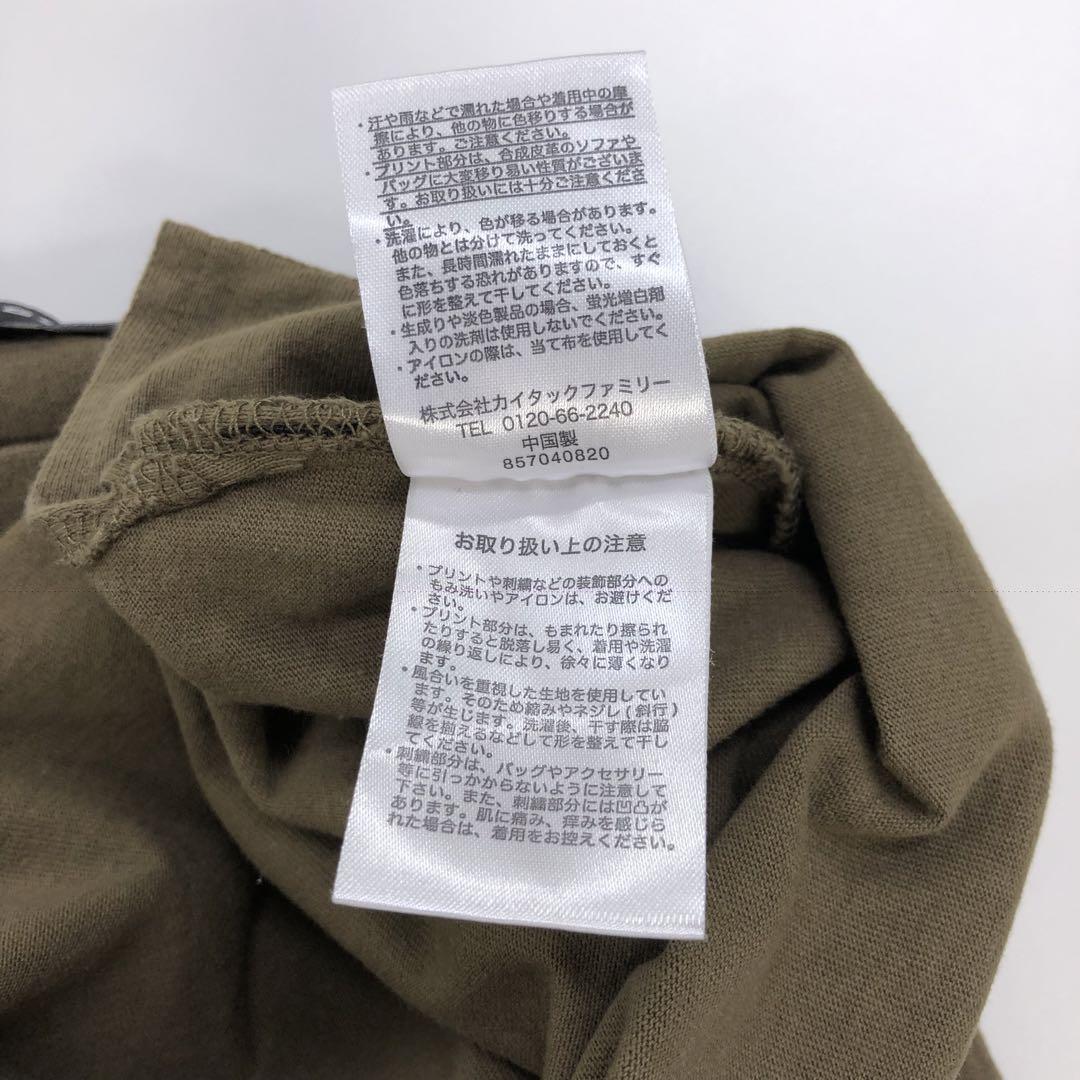 ・汗や雨などで濡れた場合や着用中の摩
擦により、他の物に色移りする場合が
あります。ご注意ください。
・プリント部分は、合成皮革のソファや
バッグに大変移り易い性質がございま
す。お取り扱いには十分ご注意くださ
い。
・洗濯により、色が移る場合があります。
他の物とは分けて洗ってください。
また、長時間濡れたままにしておくと
色落ちする恐れがありますので、すぐ
に形を整えて干してください。
・生成りや淡色製品の場合、蛍光増白剤
入りの洗剤は使用しないでください。
・アイロンの際は、当て布を使用してく
ださい。
株式会社カイタックファミリー
TEL 0120-66-2240
中国製
857040820
お取り扱い上の注意
・プリントや刺繍などの装飾部分への
もみ洗いやアイロンは、お避けくだ
さい。
・プリント部分は、もまれたり擦られ
たりすると脱落し易く、着用や洗濯
の繰り返しにより、徐々に薄くなり
ます。
・風合いを重視した生地を使用してい
ます。そのため縮みやネジレ(斜行)
等が生じます。洗濯後、干す際は脇
線を揃えるなどして形を整えて干し
てください。
・刺繍部分は、バッグやアクセサリー
等に引っかからないように注意して
下さい。また、刺繍部分には凹凸が
あります。肌に痛み、痒みを感じら
れた場合は、着用をお控えください。